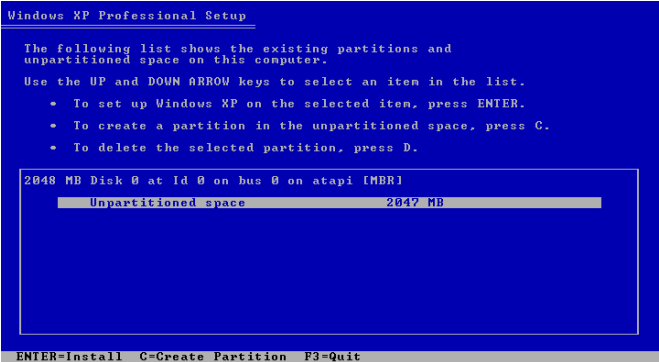 Windows XP Professional Setup
The following list shows the existing partitions and
unpartitioned space on this computer.
Use the UP and DOWN ARROW keys to select an item in the list.
• To set up Windows XP on the selected item, press ENTER.
• To create a partition in the unpartitioned space, press C.
• To delete the selected partition, press D.
2048 MB Disk 0 at Id 0 on bus 0 on atapi [MBR]
Unpartitioned space 2047 MB
ENTER=Install C=Create Partition F3=Quit